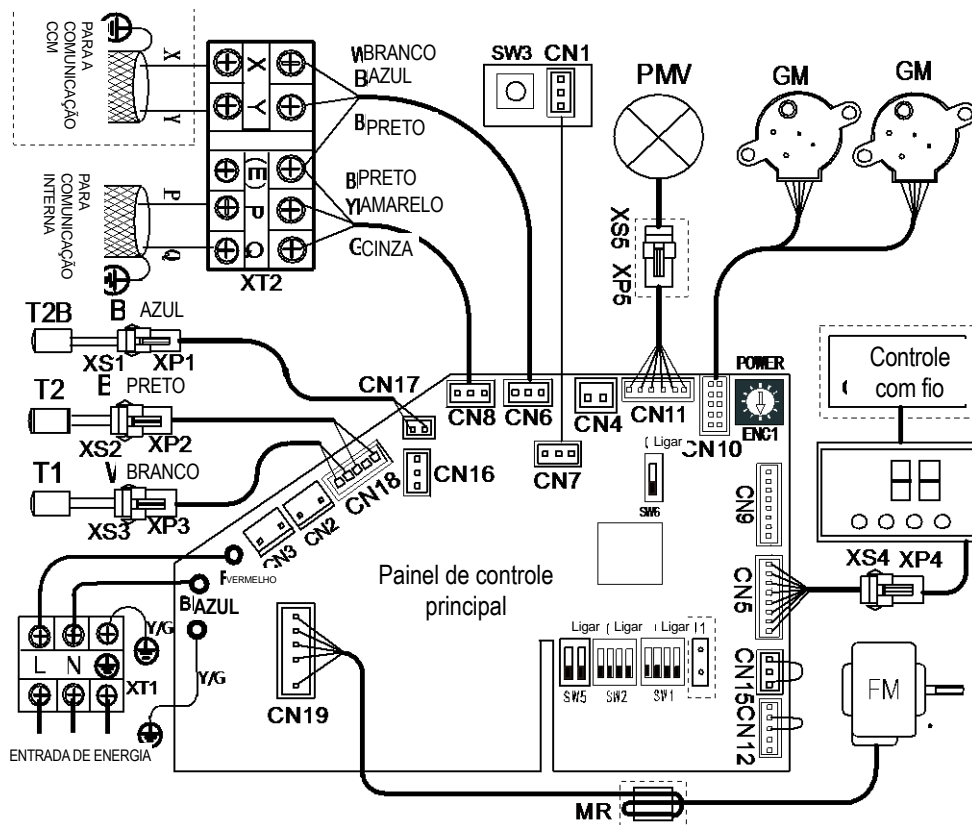 PARA A
COMUNICAÇÃO
CCM
X
Y
PARA
COMUNICAÇÃO
INTERNA
P
Q
X
Y
(E)
P
Q
XT2
BRANCO
B AZUL
B PRETO
B PRETO
Y AMARELO
C CINZA
SW3
CN1
PMV
GM
GM
XS5
XP5
T2B
B AZUL
XS1
XP1
T2
PRETO
XS2
XP2
T1
BRANCO
XS3
XP3
CN17
CN8
CN6
CN4
CN11
CN10
POWER
ENC1
Controle
com fio
CN16
CN18
CN7
( Ligar
SW6
CN9
CN3
CN2
F VERMELHO
B AZUL
Y/G
Y/G
L
N
XT1
ENTRADA DE ENERGIA
Painel de controle
principal
CN19
CN5
XS4
XP4
Ligar ( Ligar Ligar J1
SW5
SW2
SW1
CN15
CN12
FM
MR